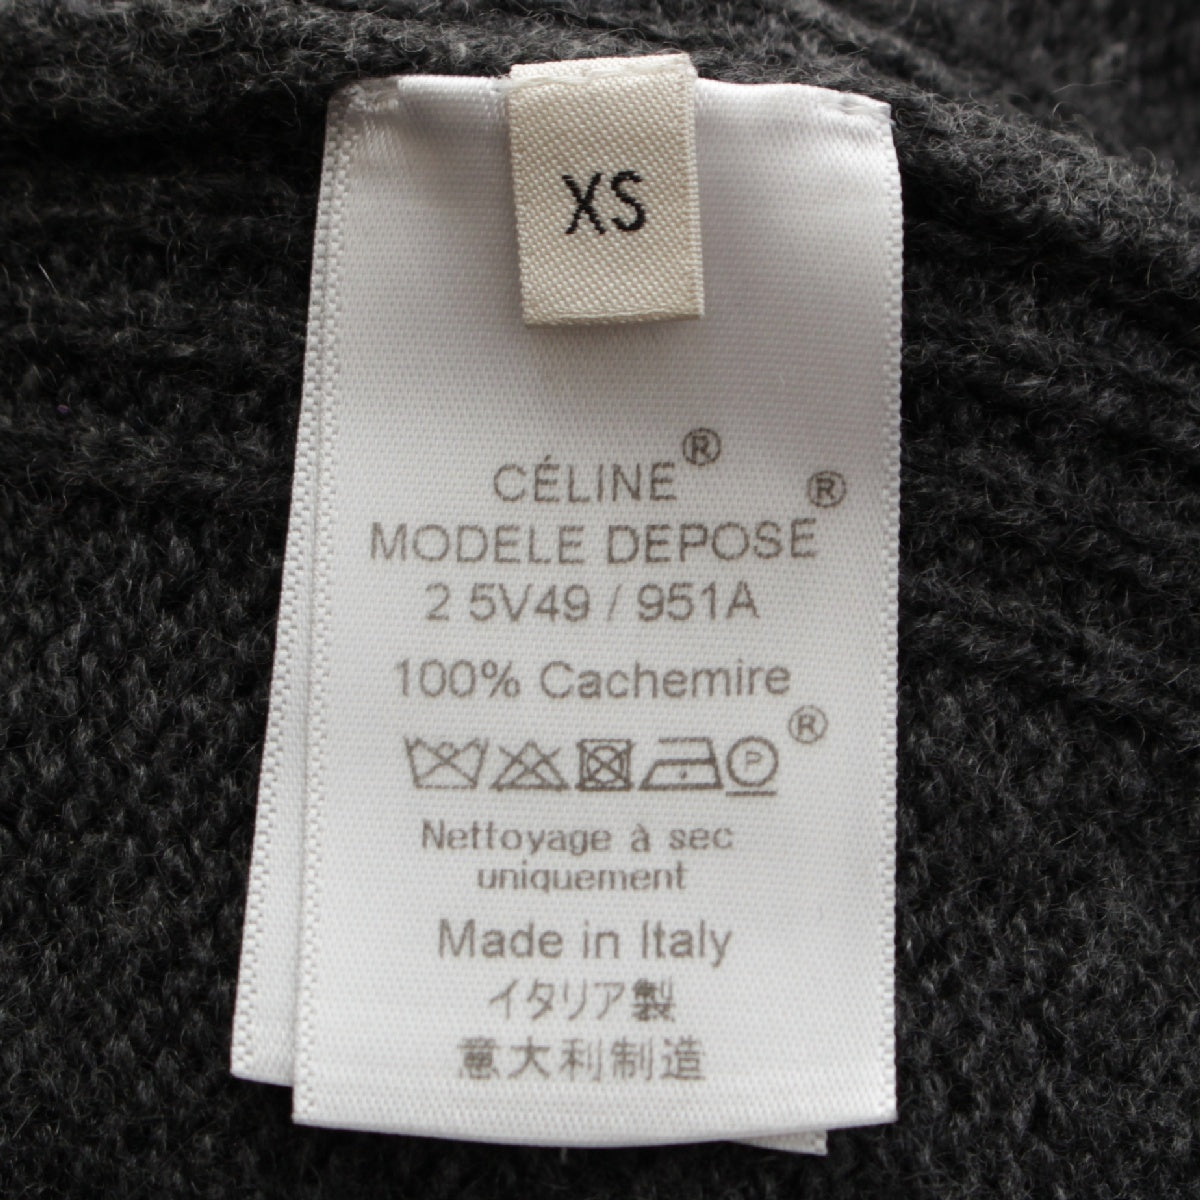 XS
CÉLINE®
MODELE DEPOSE®
2 5V49 / 951A
100% Cachemire
P ®
Nettoyage à sec
uniquement
Made in Italy
イタリア製
意大利制造